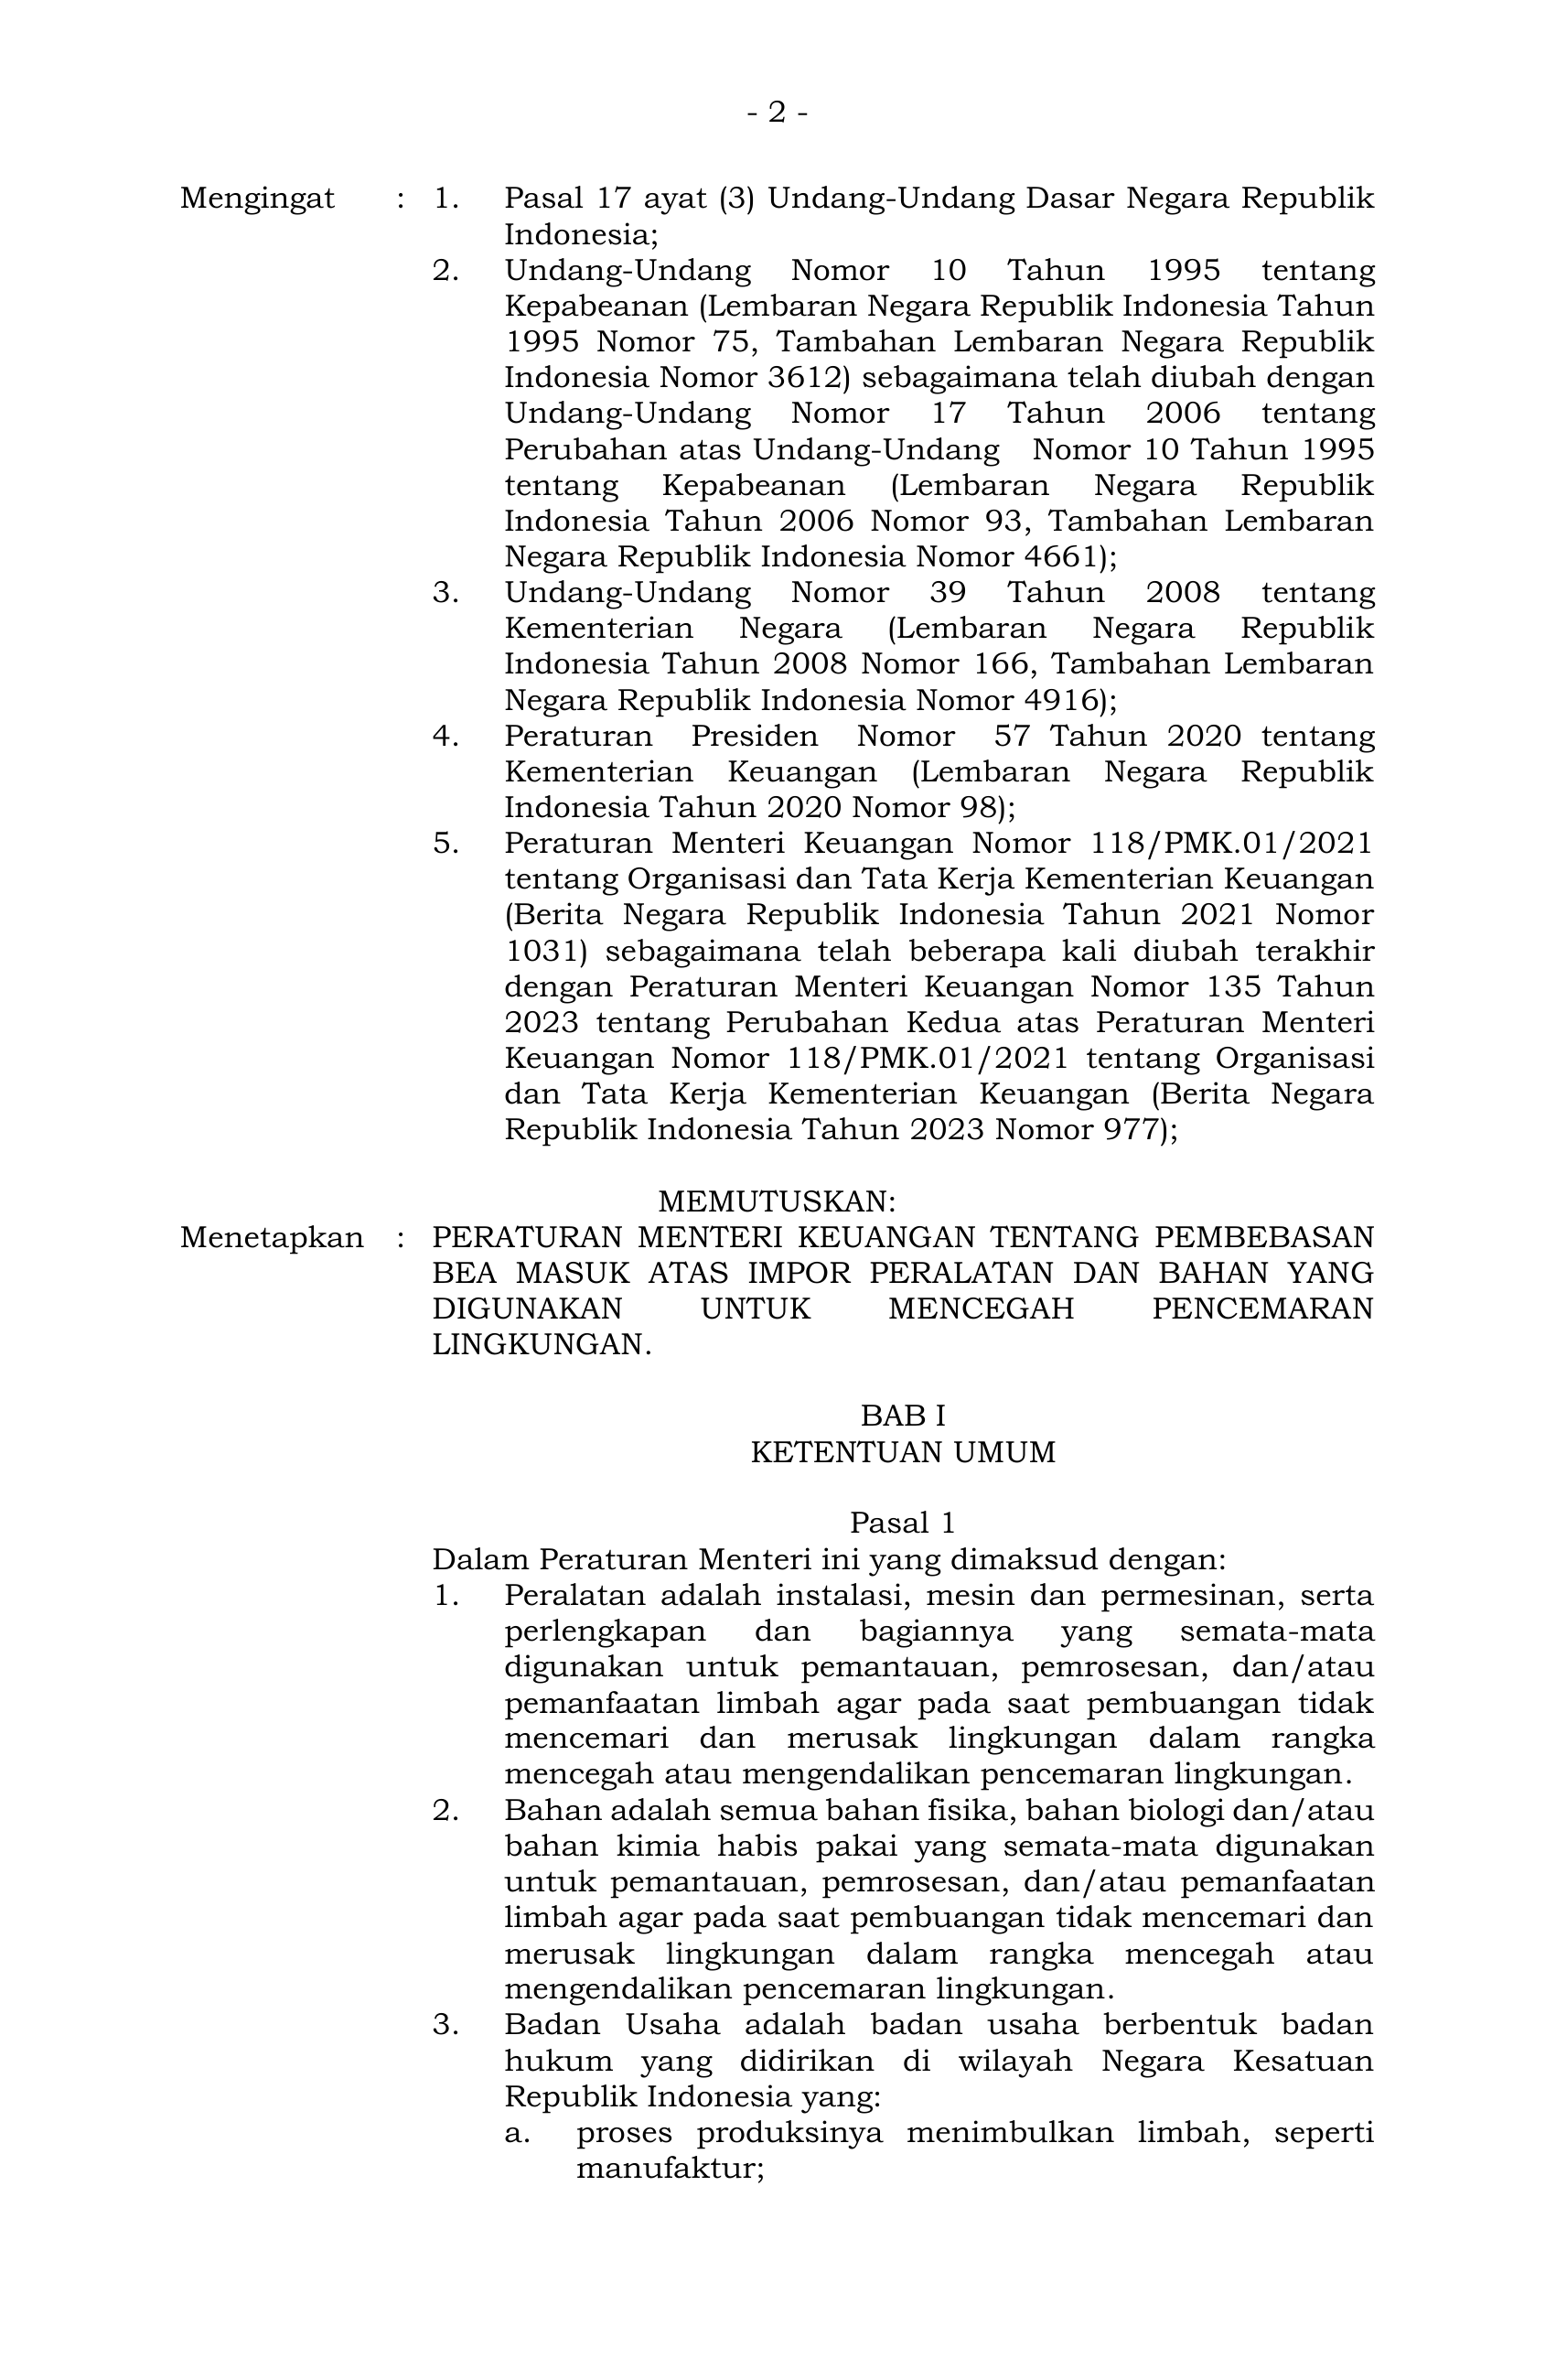 - 2 -
Mengingat : 1. Pasal 17 ayat (3) Undang-Undang Dasar Negara Republik
Indonesia;
2. Undang-Undang Nomor 10 Tahun 1995 tentang
Kepabeanan (Lembaran Negara Republik Indonesia Tahun
1995 Nomor 75, Tambahan Lembaran Negara Republik
Indonesia Nomor 3612) sebagaimana telah diubah dengan
Undang-Undang Nomor 17 Tahun 2006 tentang
Perubahan atas Undang-Undang Nomor 10 Tahun 1995
tentang Kepabeanan (Lembaran Negara Republik
Indonesia Tahun 2006 Nomor 93, Tambahan Lembaran
Negara Republik Indonesia Nomor 4661);
3. Undang-Undang Nomor 39 Tahun 2008 tentang
Kementerian Negara (Lembaran Negara Republik
Indonesia Tahun 2008 Nomor 166, Tambahan Lembaran
Negara Republik Indonesia Nomor 4916);
4. Peraturan Presiden Nomor 57 Tahun 2020 tentang
Kementerian Keuangan (Lembaran Negara Republik
Indonesia Tahun 2020 Nomor 98);
5. Peraturan Menteri Keuangan Nomor 118/PMK.01/2021
tentang Organisasi dan Tata Kerja Kementerian Keuangan
(Berita Negara Republik Indonesia Tahun 2021 Nomor
1031) sebagaimana telah beberapa kali diubah terakhir
dengan Peraturan Menteri Keuangan Nomor 135 Tahun
2023 tentang Perubahan Kedua atas Peraturan Menteri
Keuangan Nomor 118/PMK.01/2021 tentang Organisasi
dan Tata Kerja Kementerian Keuangan (Berita Negara
Republik Indonesia Tahun 2023 Nomor 977);
MEMUTUSKAN:
Menetapkan : PERATURAN MENTERI KEUANGAN TENTANG PEMBEBASAN
BEA MASUK ATAS IMPOR PERALATAN DAN BAHAN YANG
DIGUNAKAN UNTUK MENCEGAH PENCEMARAN
LINGKUNGAN.
BAB I
KETENTUAN UMUM
Pasal 1
Dalam Peraturan Menteri ini yang dimaksud dengan:
1. Peralatan adalah instalasi, mesin dan permesinan, serta
perlengkapan dan bagiannya yang semata-mata
digunakan untuk pemantauan, pemrosesan, dan/atau
pemanfaatan limbah agar pada saat pembuangan tidak
mencemari dan merusak lingkungan dalam rangka
mencegah atau mengendalikan pencemaran lingkungan.
2. Bahan adalah semua bahan fisika, bahan biologi dan/atau
bahan kimia habis pakai yang semata-mata digunakan
untuk pemantauan, pemrosesan, dan/atau pemanfaatan
limbah agar pada saat pembuangan tidak mencemari dan
merusak lingkungan dalam rangka mencegah atau
mengendalikan pencemaran lingkungan.
3. Badan Usaha adalah badan usaha berbentuk badan
hukum yang didirikan di wilayah Negara Kesatuan
Republik Indonesia yang:
a. proses produksinya menimbulkan limbah, seperti
manufaktur;